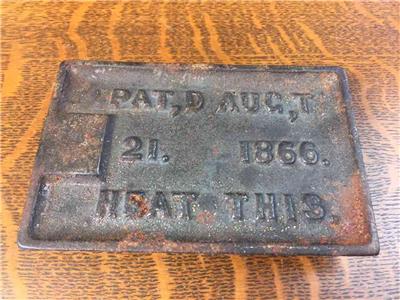 PAT,D AUG,T
21. 1866.
HEAT THIS.